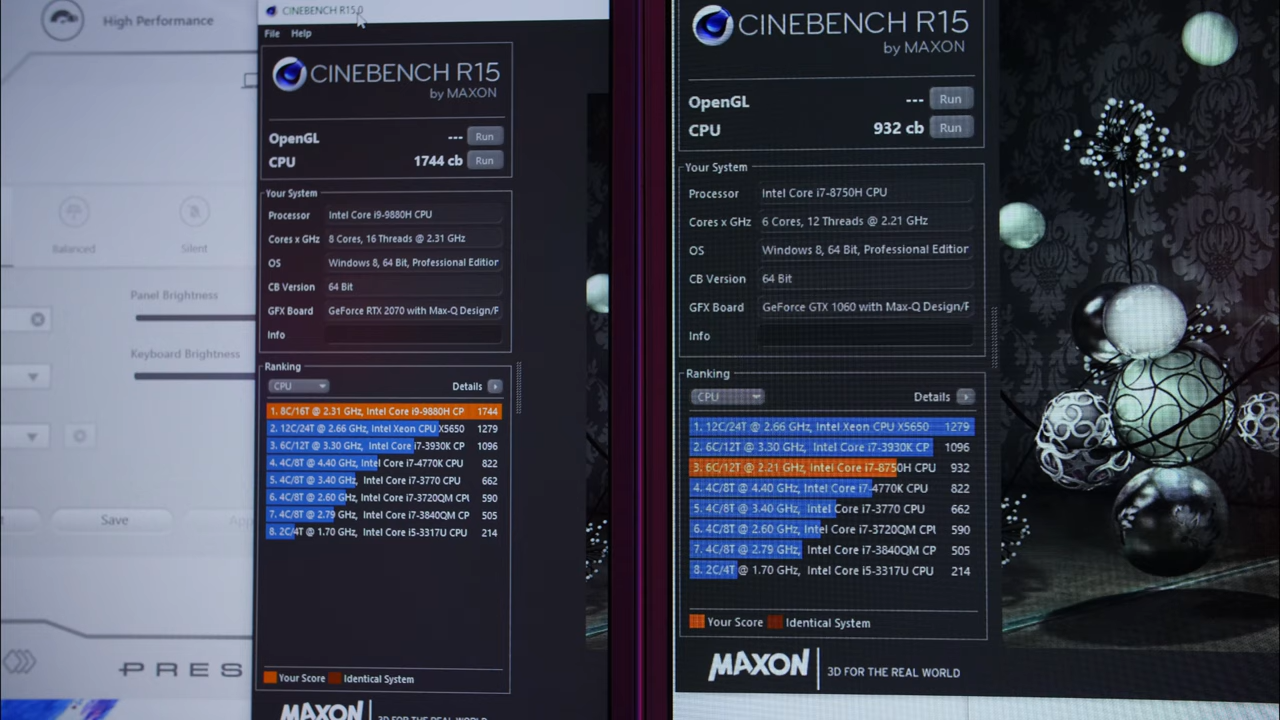 High Performance
Balanced
Silent
Panel Brightness
Keyboard Brightness
Save
PRES
CINEBENCH R15.0
File Help
CINEBENCH R15
by MAXON
OpenGL --- Run
CPU 1744 cb Run
Your System
Processor Intel Core i9-9880H CPU
Cores x GHz 8 Cores, 16 Threads @ 2.31 GHz
OS Windows 8, 64 Bit, Professional Edition
CB Version 64 Bit
GFX Board GeForce RTX 2070 with Max-Q Design/F
Info
Ranking
CPU Details
1. 8C/16T @ 2.31 GHz, Intel Core i9-9880H CP 1744
2. 12C/24T @ 2.66 GHz, Intel Xeon CPU X5650 1279
3. 6C/12T @ 3.30 GHz, Intel Core i7-3930K CP 1096
4. 4C/8T @ 4.40 GHz, Intel Core i7-4770K CPU 822
5. 4C/8T @ 3.40 GHz, Intel Core i7-3770 CPU 662
6. 4C/8T @ 2.60 GHz, Intel Core i7-3720QM CPI 590
7. 4C/8T @ 2.79 GHz, Intel Core i7-3840QM CP 505
8. 2C/4T @ 1.70 GHz, Intel Core i5-3317U CPU 214
Your Score Identical System
MAXON 3D FOR THE REAL WORLD
CINEBENCH R15
by MAXON
OpenGL --- Run
CPU 932 cb Run
Your System
Processor Intel Core i7-8750H CPU
Cores x GHz 6 Cores, 12 Threads @ 2.21 GHz
OS Windows 8, 64 Bit, Professional Edition
CB Version 64 Bit
GFX Board GeForce GTX 1060 with Max-Q Design/F
Info
Ranking
CPU Details
1. 12C/24T @ 2.66 GHz, Intel Xeon CPU X5650 1279
2. 6C/12T @ 3.30 GHz, Intel Core i7-3930K CP 1096
3. 6C/12T @ 2.21 GHz, Intel Core i7-8750H CPU 932
4. 4C/8T @ 4.40 GHz, Intel Core i7-4770K CPU 822
5. 4C/8T @ 3.40 GHz, Intel Core i7-3770 CPU 662
6. 4C/8T @ 2.60 GHz, Intel Core i7-3720QM CPI 590
7. 4C/8T @ 2.79 GHz, Intel Core i7-3840QM CP 505
8. 2C/4T @ 1.70 GHz, Intel Core i5-3317U CPU 214
Your Score Identical System
MAXON 3D FOR THE REAL WORLD